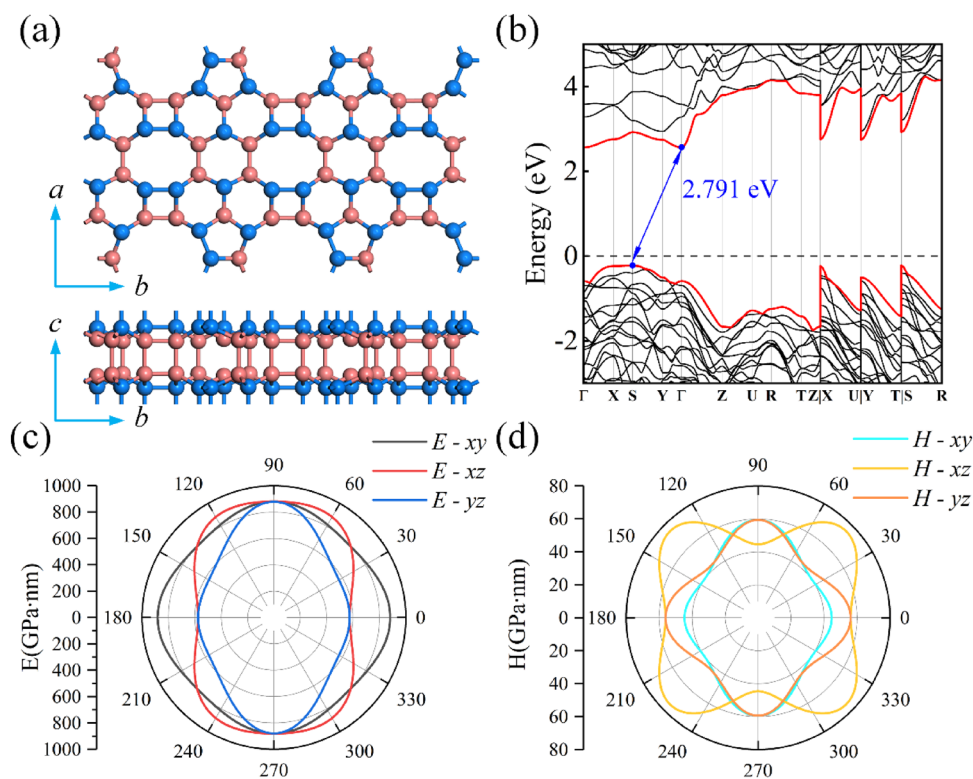 (a)
a
b
c
b
(b)
Energy (eV)
4
2
0
-2
2.791 eV
Γ X S Y Γ Z U R T Z|X U|Y T|S R
(c)
E - xy
E - xz
E - yz
E(GPa·nm)
1000
800
600
400
200
0
200
400
600
800
1000
0
30
60
90
120
150
180
210
240
270
300
330
(d)
H - xy
H - xz
H - yz
H(GPa·nm)
80
60
40
20
0
20
40
60
80
0
30
60
90
120
150
180
210
240
270
300
330